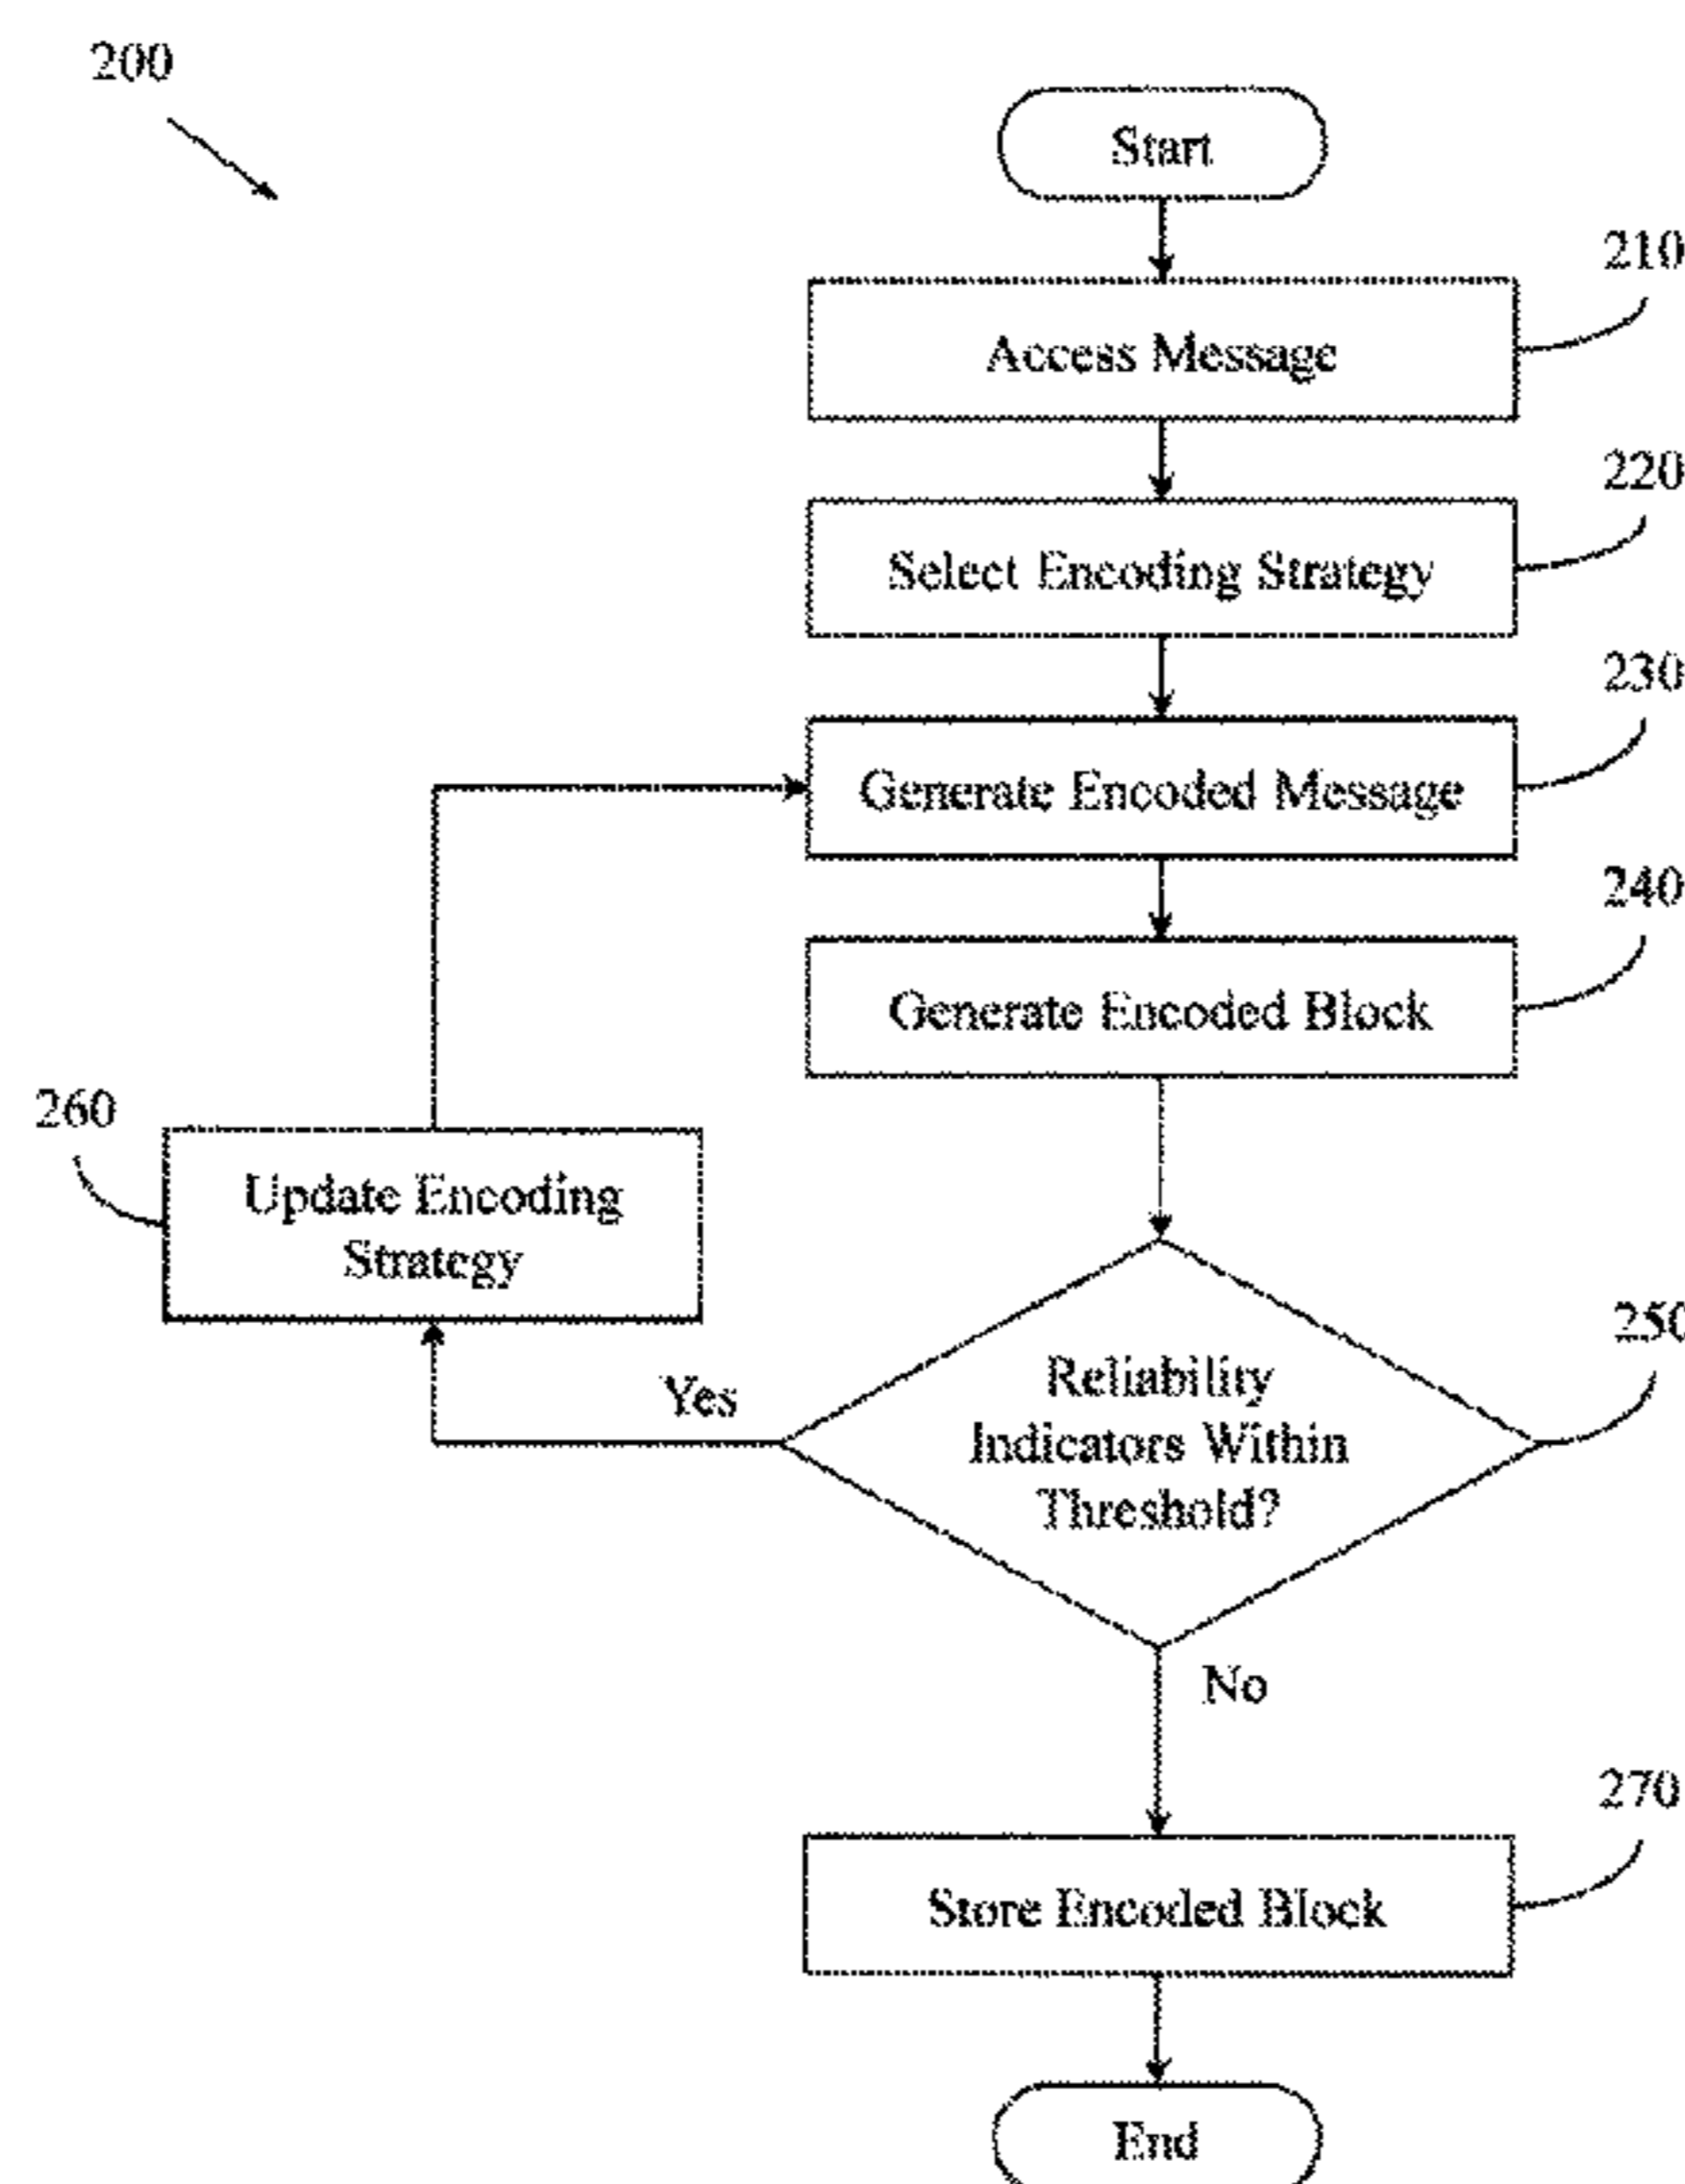 200
Start
210
Access Message
220
Select Encoding Strategy
230
Generate Encoded Message
240
Generate Encoded Block
260
Update Encoding
Strategy
250
Reliability
Indicators Within
Threshold?
Yes
No
270
Store Encoded Block
End